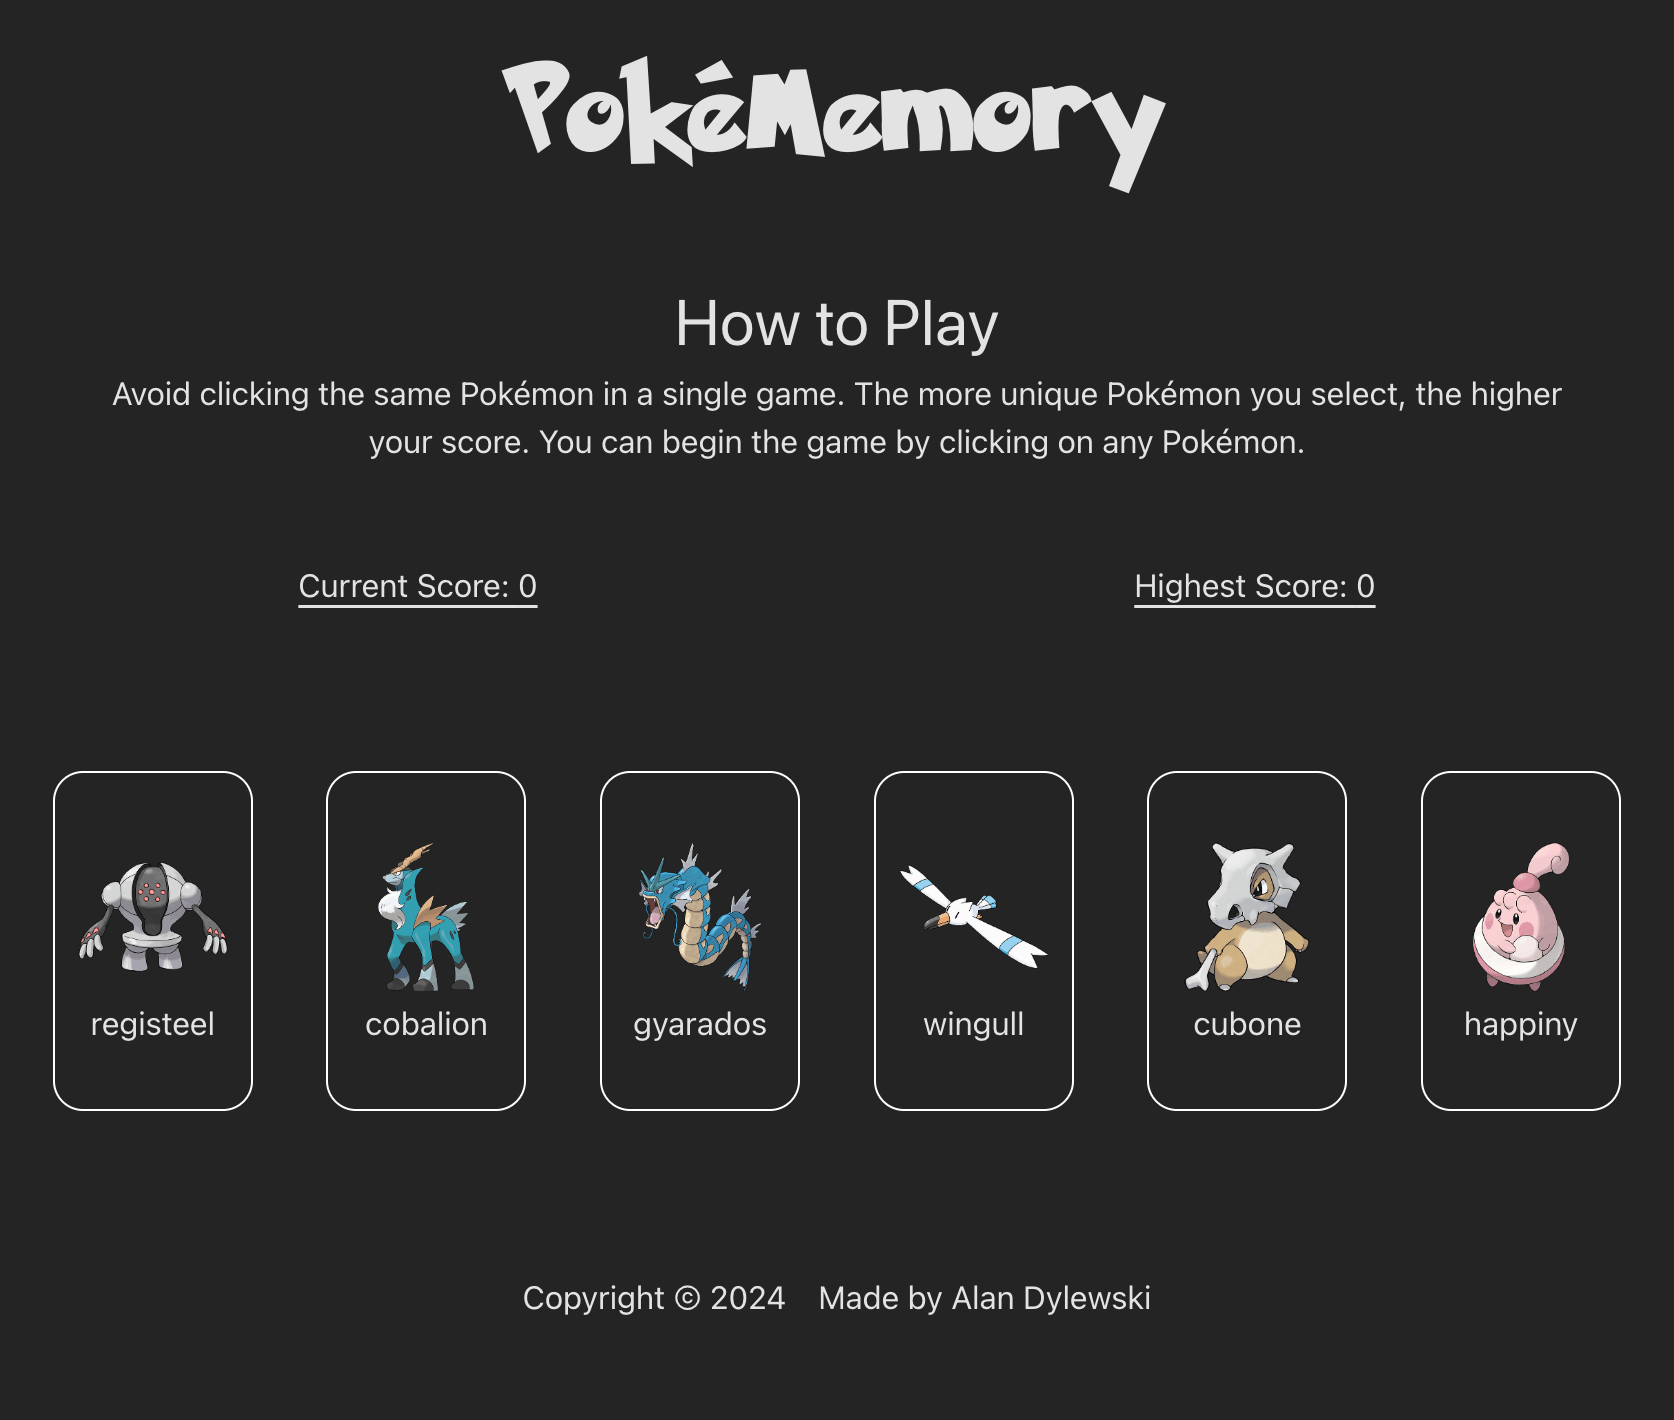 PokéMemory
How to Play
Avoid clicking the same Pokémon in a single game. The more unique Pokémon you select, the higher
your score. You can begin the game by clicking on any Pokémon.
Current Score: 0
Highest Score: 0
registeel
cobalion
gyarados
wingull
cubone
happiny
Copyright © 2024 Made by Alan Dylewski